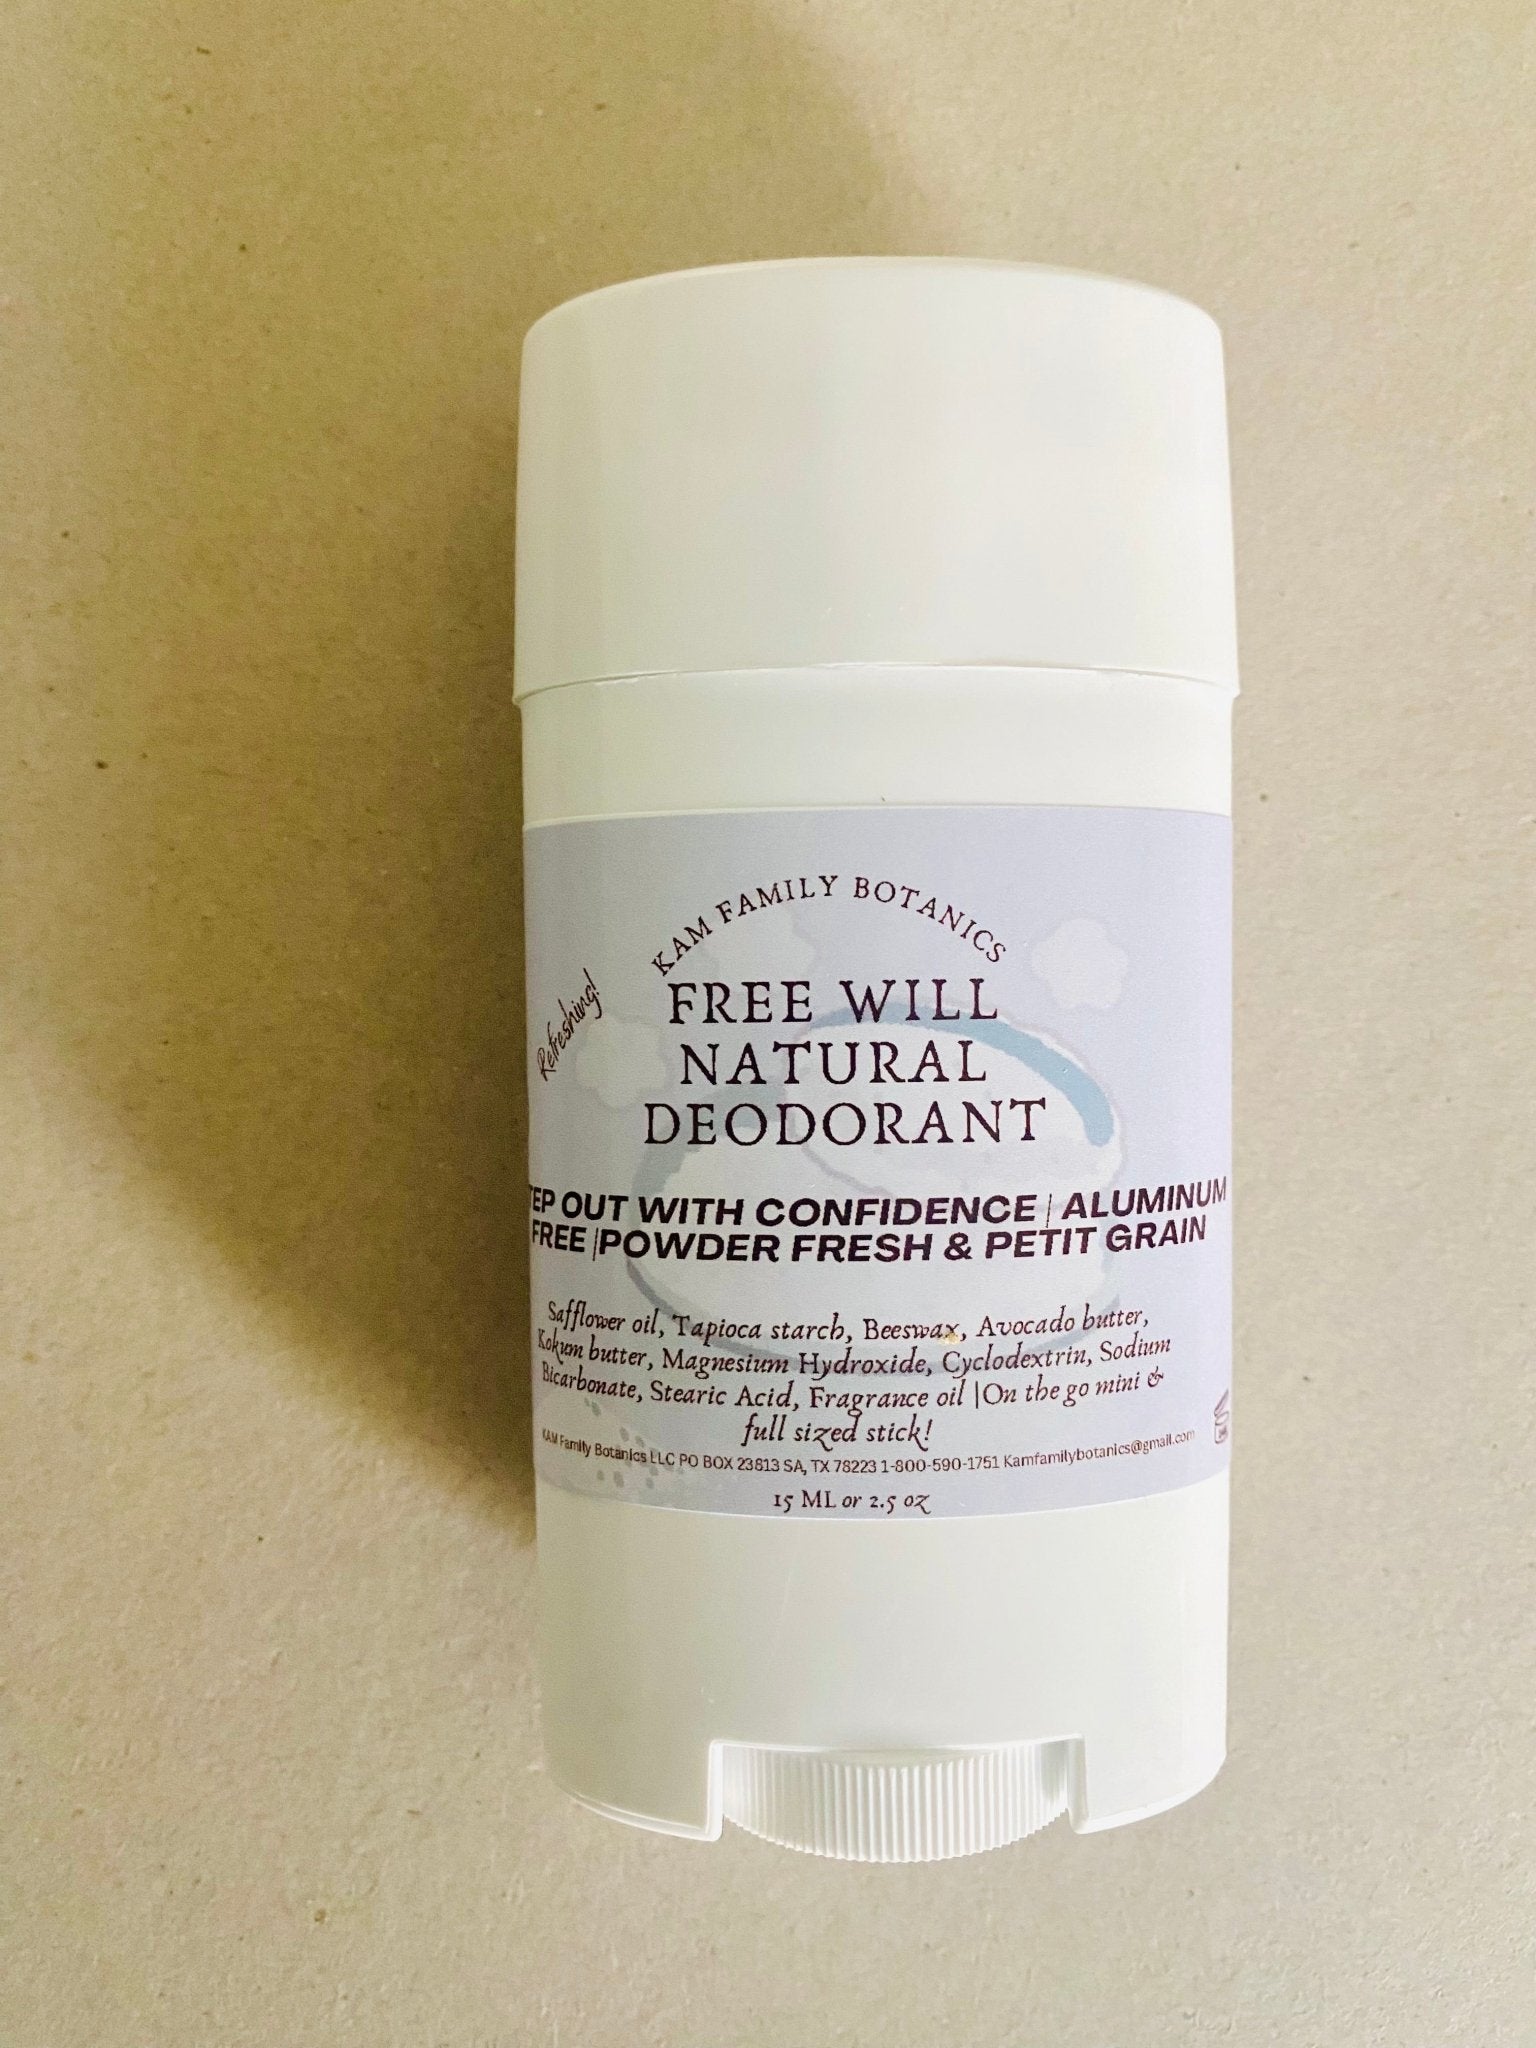 KAM FAMILY BOTANICS
FREE WILL
NATURAL
DEODORANT
Refreshing!
TEP OUT WITH CONFIDENCE | ALUMINUM
FREE |POWDER FRESH & PETIT GRAIN
Safflower oil, Tapioca starch, Beeswax, Avocado butter,
Kokum butter, Magnesium Hydroxide, Cyclodextrin, Sodium
Bicarbonate, Stearic Acid, Fragrance oil |On the go mini &
full sized stick!
KAM Family Botanics LLC PO BOX 23813 SA, TX 78223 1-800-590-1751 Kamfamilybotanics@gmail.com
15 ML or 2.5 oz